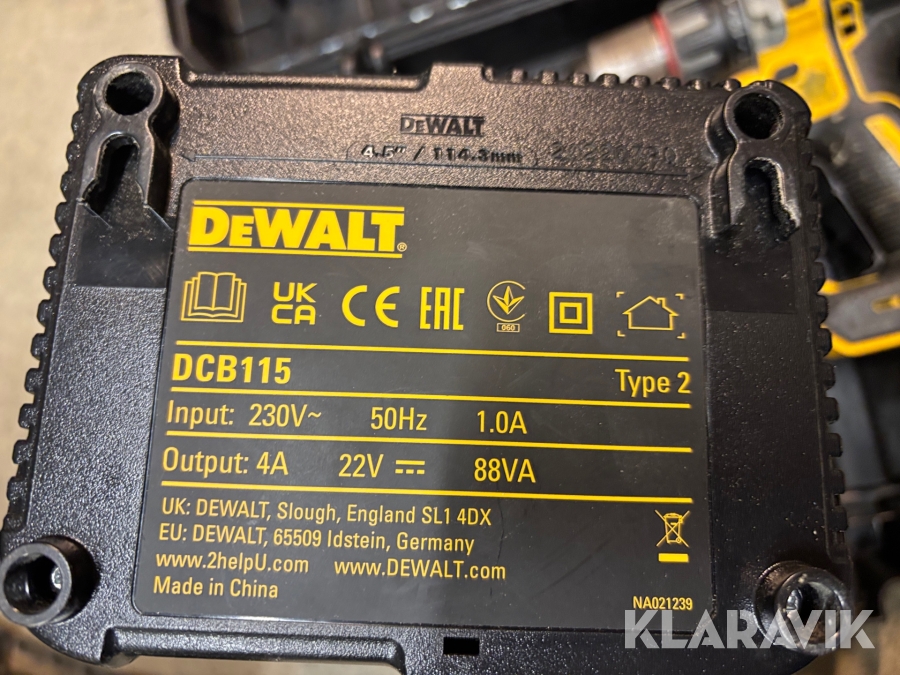 DEWALT
4.5" / 114.3mm
DEWALT®
UK CA CE EAC
060
DCB115 Type 2
Input: 230V~ 50Hz 1.0A
Output: 4A 22V ⎓ 88VA
UK: DEWALT, Slough, England SL1 4DX
EU: DEWALT, 65509 Idstein, Germany
www.2helpU.com www.DEWALT.com
Made in China
NA021239
KLARAVIK